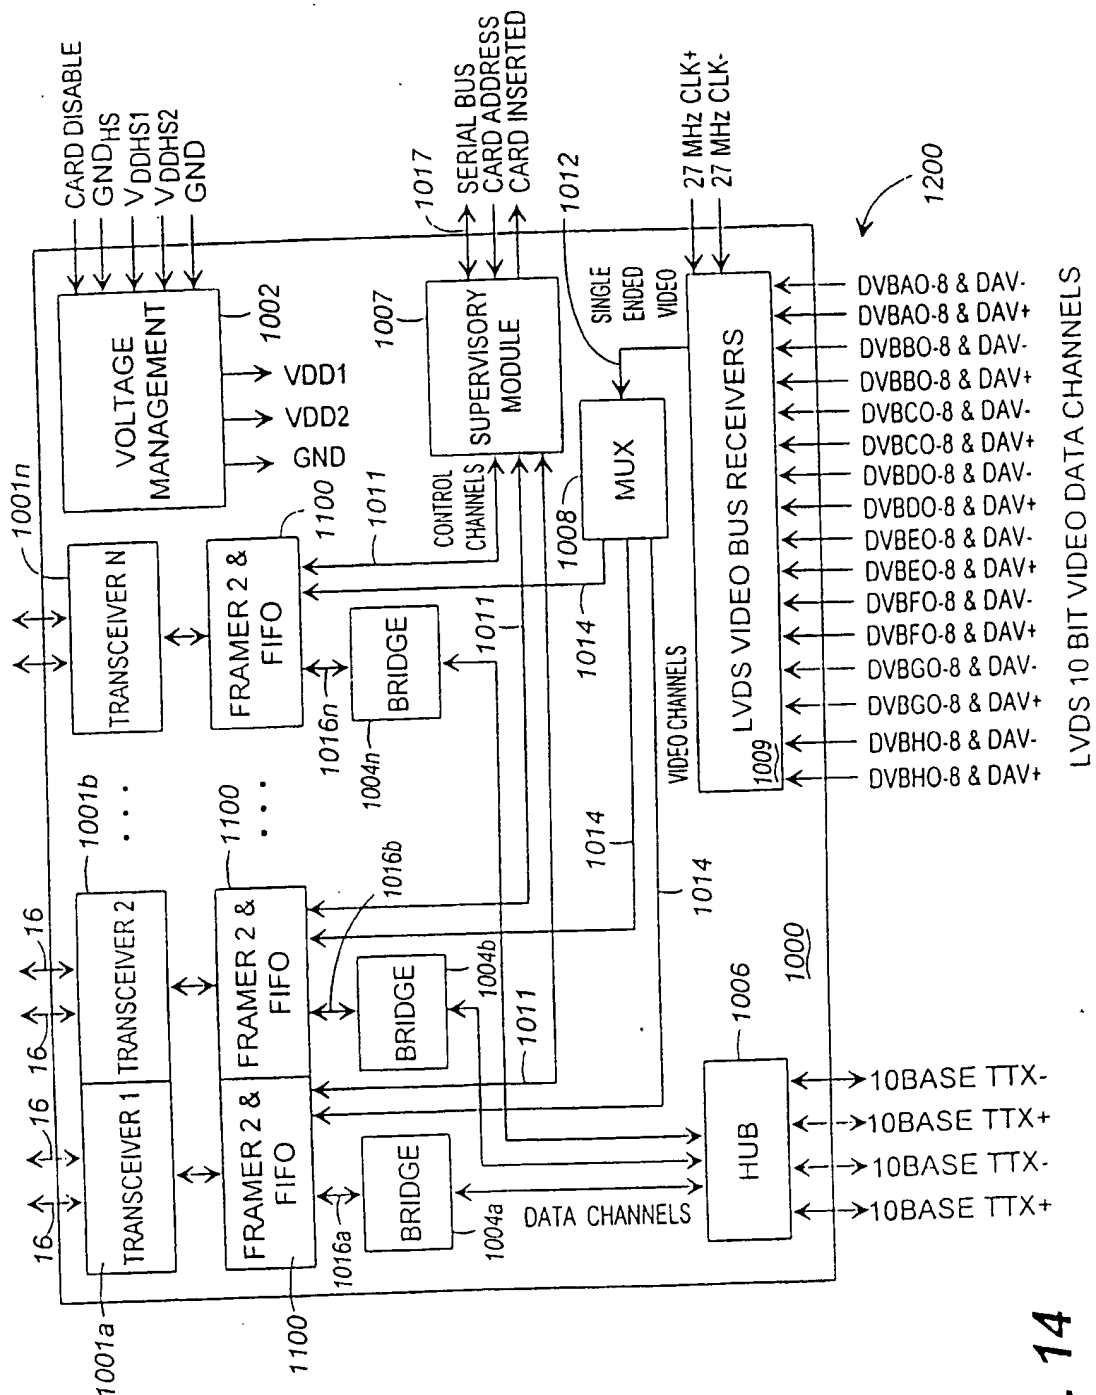 CARD DISABLE
GNDHS
VDDHS1
VDDHS2
GND
VOLTAGE
MANAGEMENT
1002
VDD1
VDD2
GND
1017
SERIAL BUS
CARD ADDRESS
CARD INSERTED
1007
SUPERVISORY
MODULE
CONTROL
CHANNELS
SINGLE
ENDED
VIDEO
1012
27 MHz CLK+
27 MHz CLK-
1200
MUX
1008
LVDS VIDEO BUS RECEIVERS
1009
VIDEO CHANNELS
DVBAO-8 & DAV-
DVBAO-8 & DAV+
DVBBO-8 & DAV-
DVBBO-8 & DAV+
DVBCO-8 & DAV-
DVBCO-8 & DAV+
DVBDO-8 & DAV-
DVBDO-8 & DAV+
DVBEO-8 & DAV-
DVBEO-8 & DAV+
DVBFO-8 & DAV-
DVBFO-8 & DAV+
DVBGO-8 & DAV-
DVBGO-8 & DAV+
DVBHO-8 & DAV-
DVBHO-8 & DAV+
LVDS 10 BIT VIDEO DATA CHANNELS
1001n
TRANSCEIVER N
1100
FRAMER 2 &
FIFO
1011
1014
1011
1016n
BRIDGE
1004n
1001b
. . .
1100
. . .
16
16
TRANSCEIVER 2
FRAMER 2 &
FIFO
1016b
BRIDGE
1004b
1014
1014
1011
16
16
TRANSCEIVER 1
1001a
FRAMER 2 &
FIFO
1100
1016a
BRIDGE
1004a
DATA CHANNELS
HUB
1006
1000
10BASE TTX-
10BASE TTX+
10BASE TTX-
10BASE TTX+
14